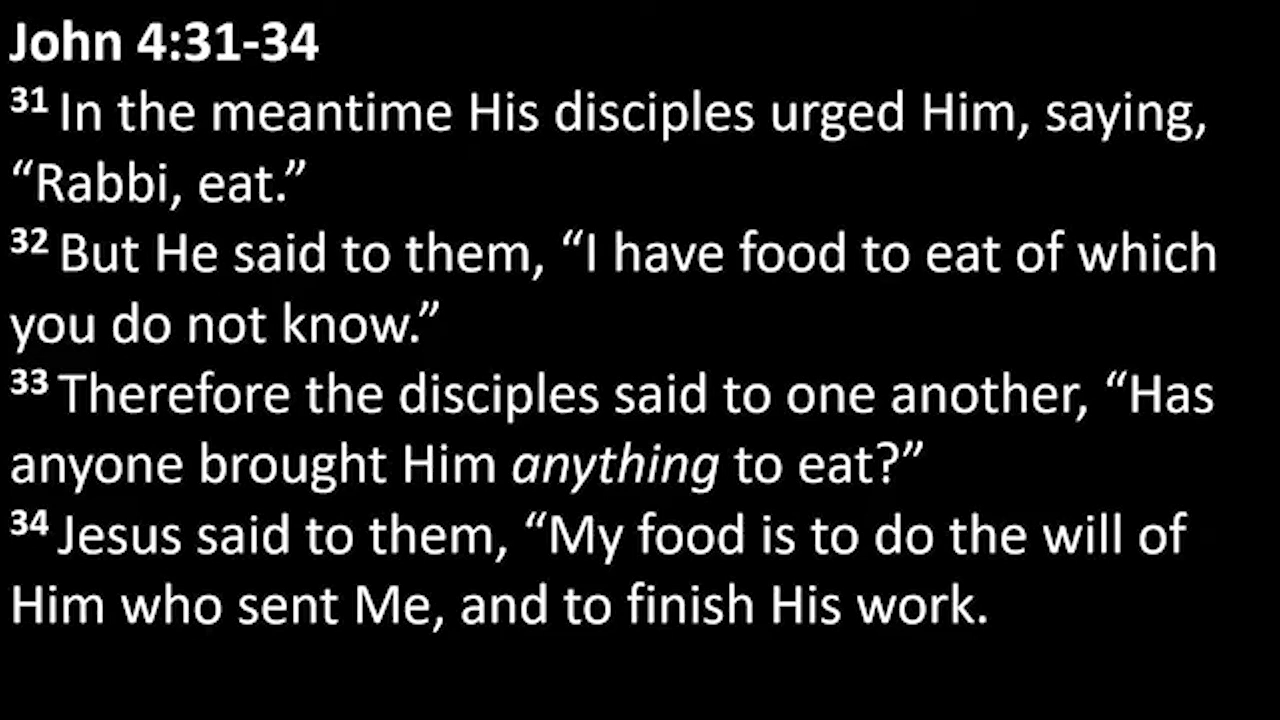 John 4:31-34
31 In the meantime His disciples urged Him, saying,
“Rabbi, eat.”
32 But He said to them, “I have food to eat of which
you do not know.”
33 Therefore the disciples said to one another, “Has
anyone brought Him anything to eat?”
34 Jesus said to them, “My food is to do the will of
Him who sent Me, and to finish His work.